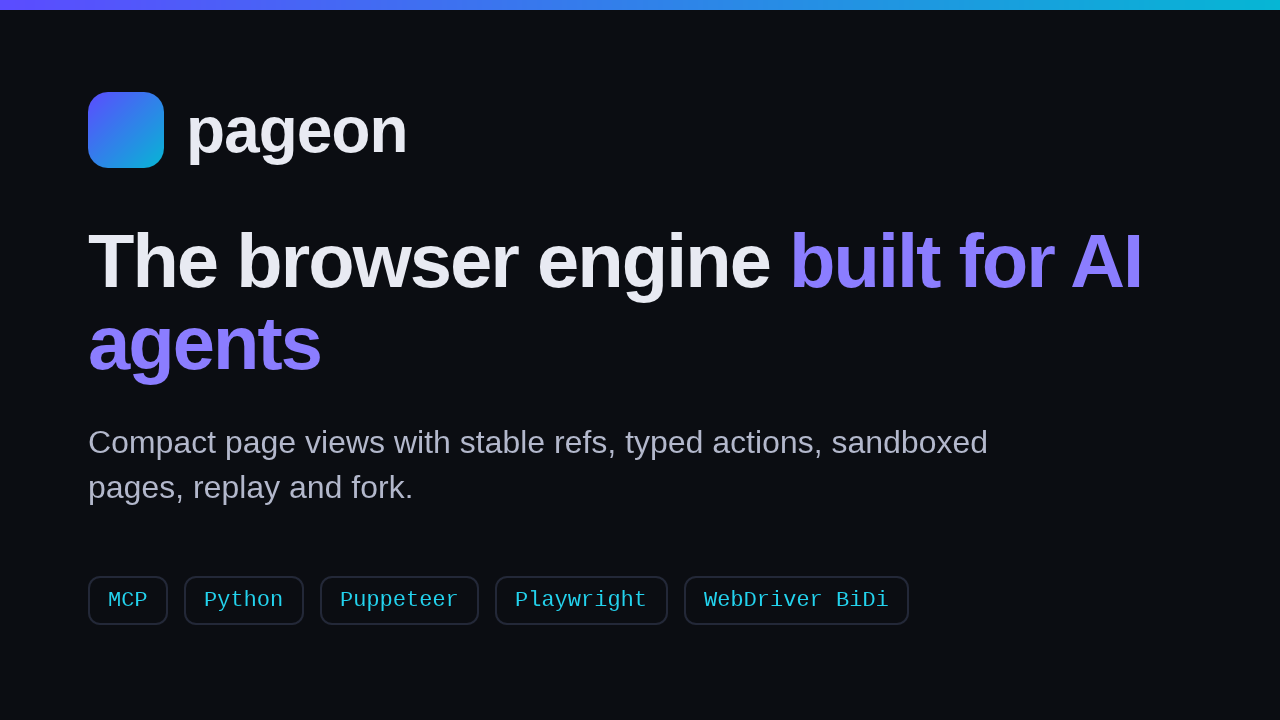 pageon
The browser engine built for AI
agents
Compact page views with stable refs, typed actions, sandboxed
pages, replay and fork.
MCP Python Puppeteer Playwright WebDriver BiDi